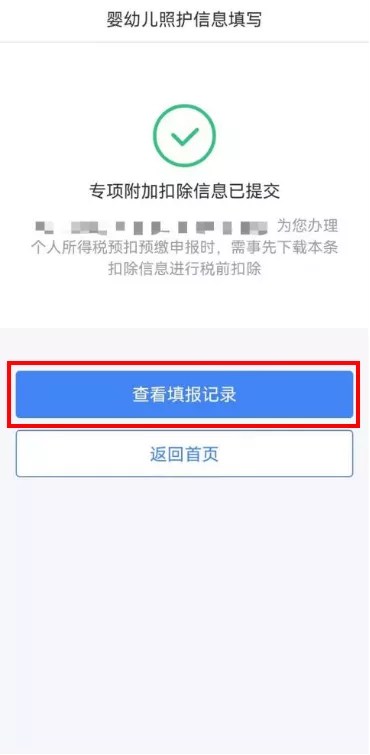 婴幼儿照护信息填写
专项附加扣除信息已提交
为您办理
个人所得税预扣预缴申报时，需事先下载本条
扣除信息进行税前扣除
查看填报记录
返回首页